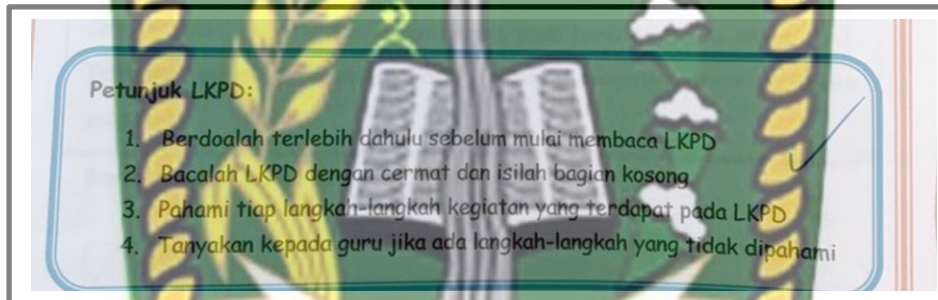 Petunjuk LKPD:
1. Berdoalah terlebih dahulu sebelum mulai membaca LKPD
2. Bacalah LKPD dengan cermat dan isilah bagian kosong
3. Pahami tiap langkah-langkah kegiatan yang terdapat pada LKPD
4. Tanyakan kepada guru jika ada langkah-langkah yang tidak dipahami